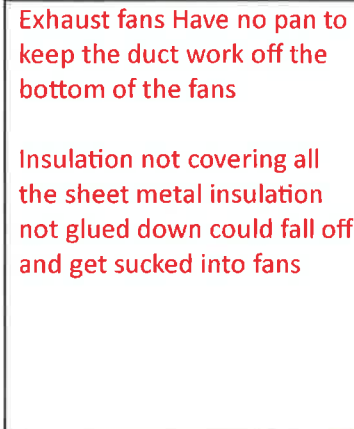 Exhaust fans Have no pan to
keep the duct work off the
bottom of the fans
Insulation not covering all
the sheet metal insulation
not glued down could fall off
and get sucked into fans